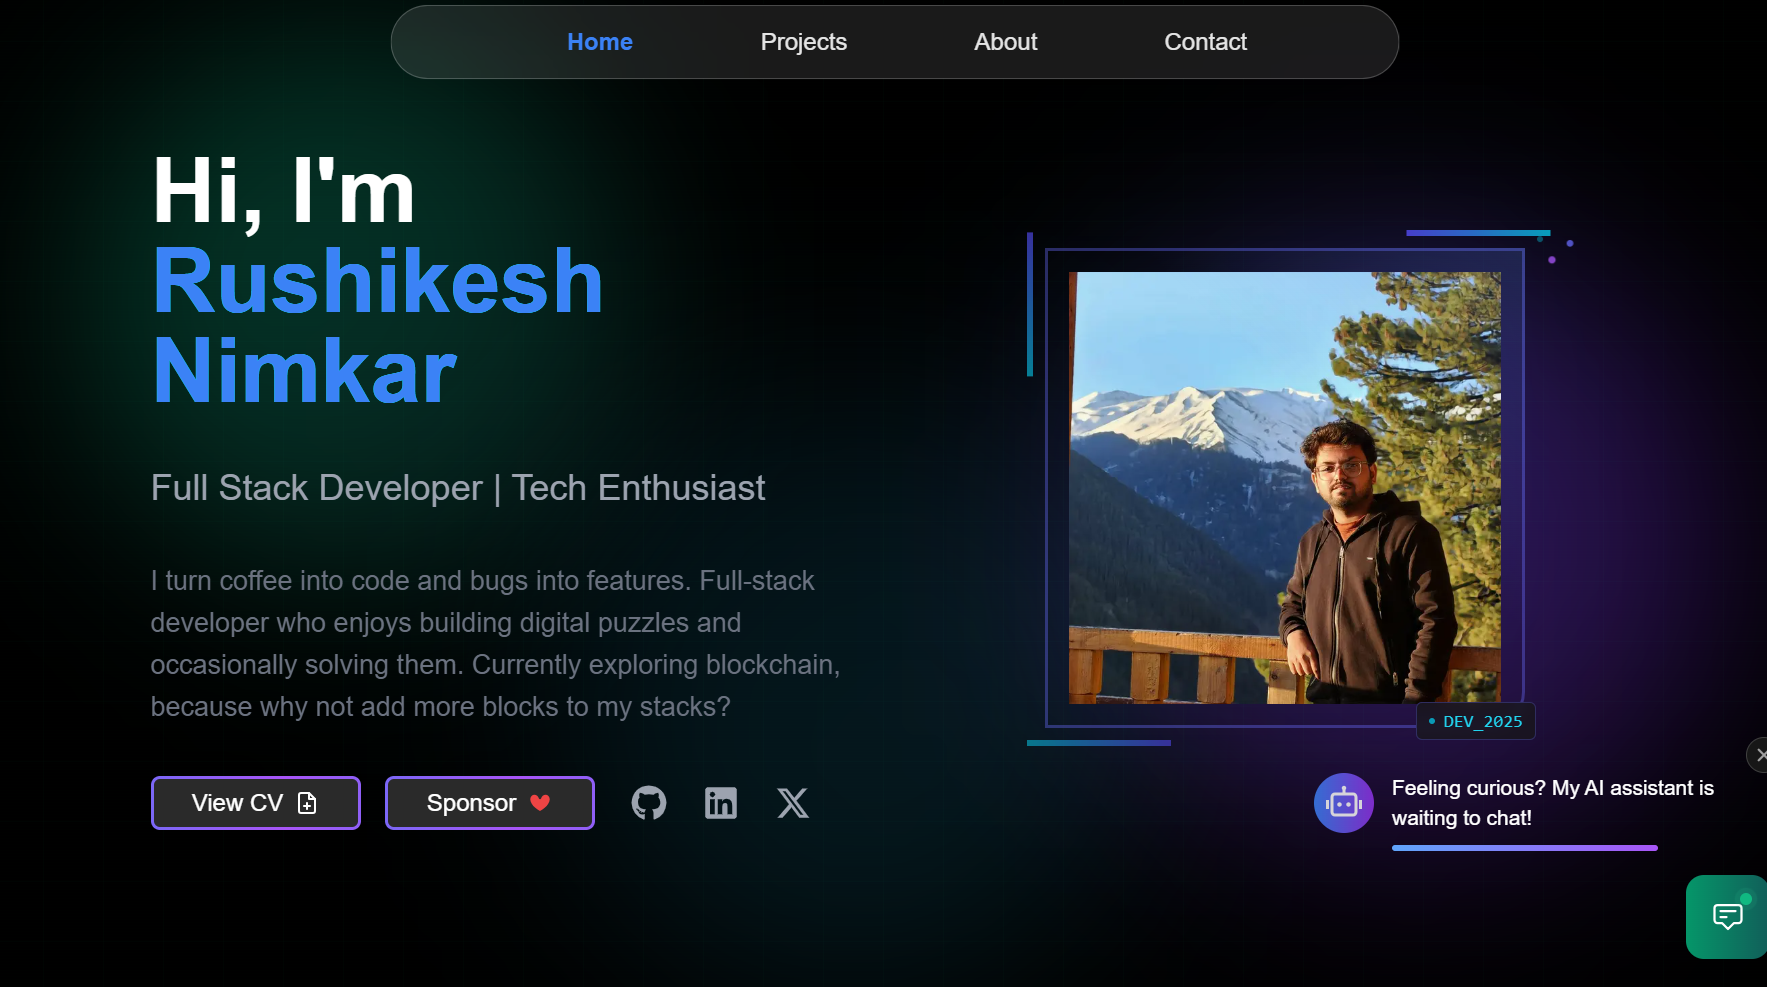 Home Projects About Contact
Hi, I'm
Rushikesh
Nimkar
Full Stack Developer | Tech Enthusiast
I turn coffee into code and bugs into features. Full-stack
developer who enjoys building digital puzzles and
occasionally solving them. Currently exploring blockchain,
because why not add more blocks to my stacks?
View CV
Sponsor
DEV_2025
Feeling curious? My AI assistant is
waiting to chat!